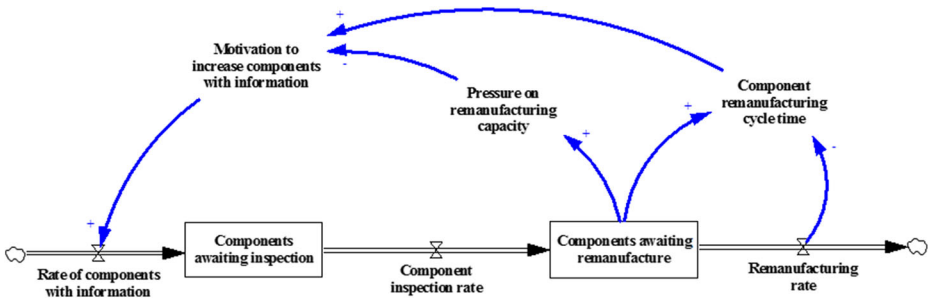 +
Motivation to
increase components
with information
-
Pressure on
remanufacturing
capacity
+
Component
remanufacturing
cycle time
+
-
+
Components
awaiting inspection
Components awaiting
remanufacture
Rate of components
with information
Component
inspection rate
Remanufacturing
rate